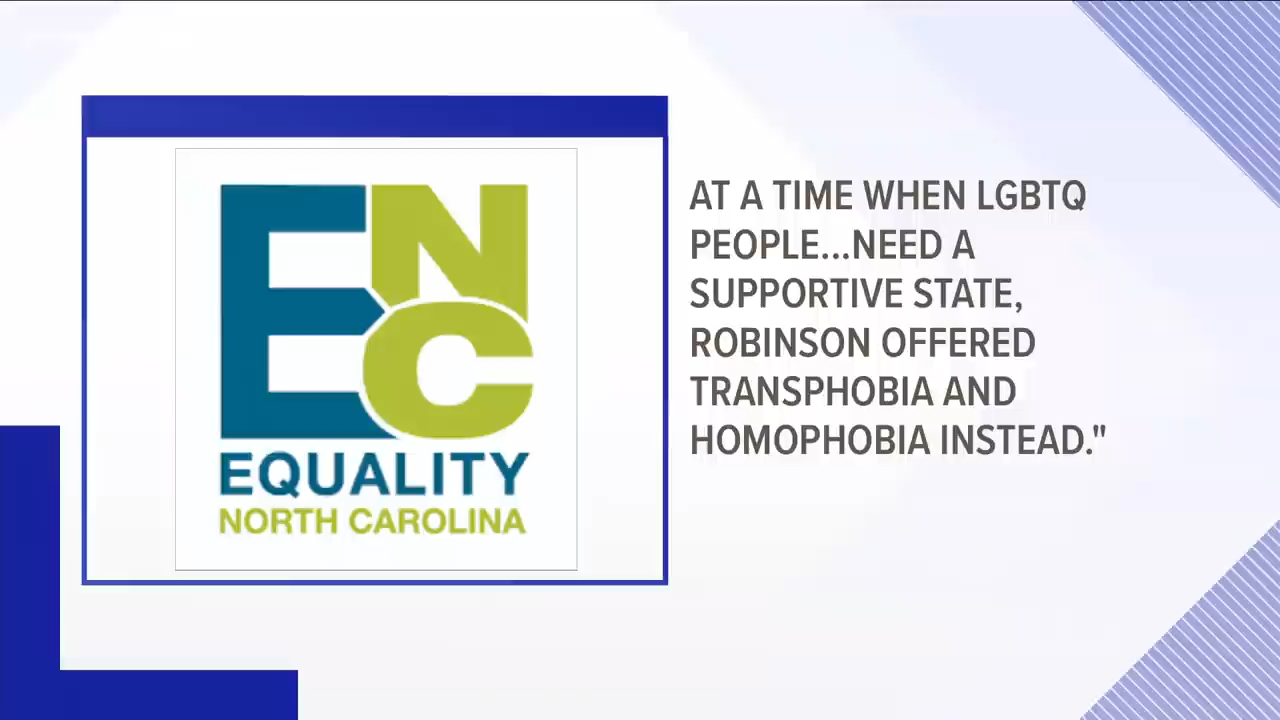 ENC
EQUALITY
NORTH CAROLINA
AT A TIME WHEN LGBTQ
PEOPLE...NEED A
SUPPORTIVE STATE,
ROBINSON OFFERED
TRANSPHOBIA AND
HOMOPHOBIA INSTEAD."